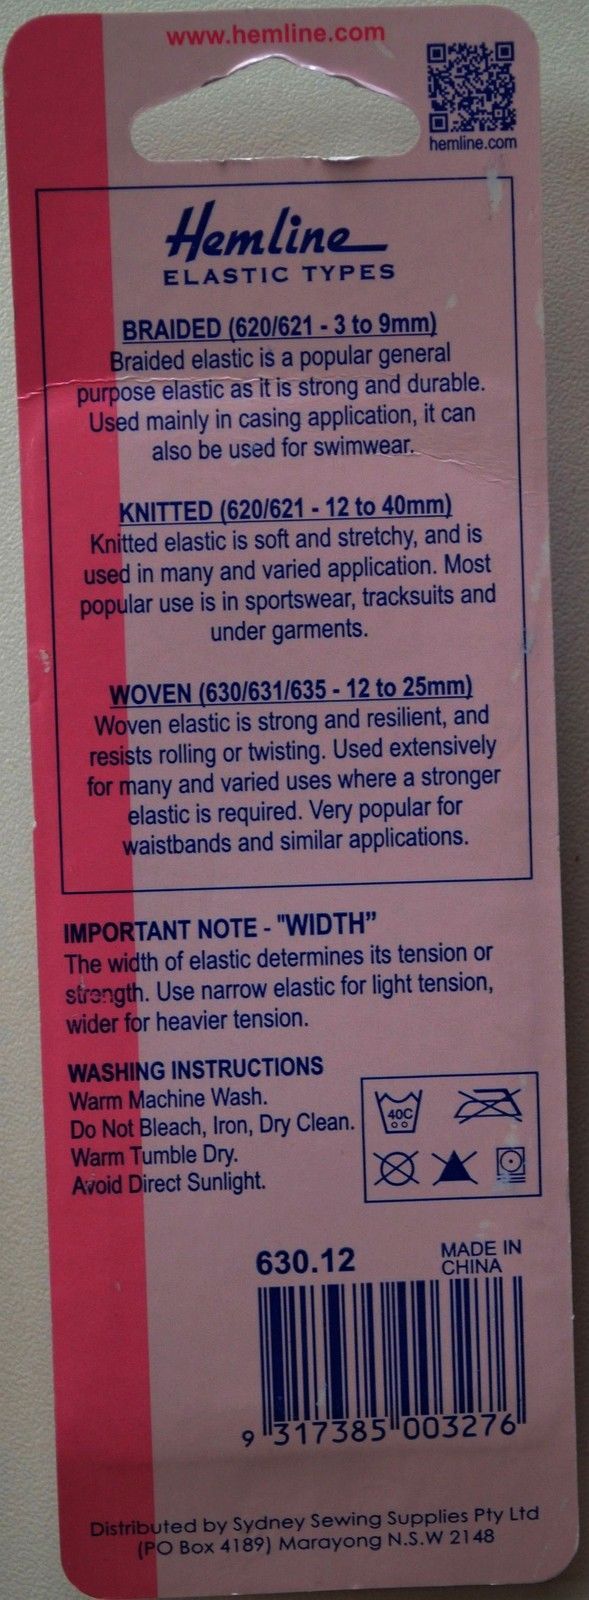 www.hemline.com
hemline.com
Hemline
ELASTIC TYPES
BRAIDED (620/621 - 3 to 9mm)
Braided elastic is a popular general
purpose elastic as it is strong and durable.
Used mainly in casing application, it can
also be used for swimwear.
KNITTED (620/621 - 12 to 40mm)
Knitted elastic is soft and stretchy, and is
used in many and varied application. Most
popular use is in sportswear, tracksuits and
under garments.
WOVEN (630/631/635 - 12 to 25mm)
Woven elastic is strong and resilient, and
resists rolling or twisting. Used extensively
for many and varied uses where a stronger
elastic is required. Very popular for
waistbands and similar applications.
IMPORTANT NOTE - "WIDTH”
The width of elastic determines its tension or
strength. Use narrow elastic for light tension,
wider for heavier tension.
WASHING INSTRUCTIONS
Warm Machine Wash.
Do Not Bleach, Iron, Dry Clean.
Warm Tumble Dry.
Avoid Direct Sunlight.
40C
630.12
MADE IN
CHINA
9 317385 003276
Distributed by Sydney Sewing Supplies Pty Ltd
(PO Box 4189) Marayong N.S.W 2148